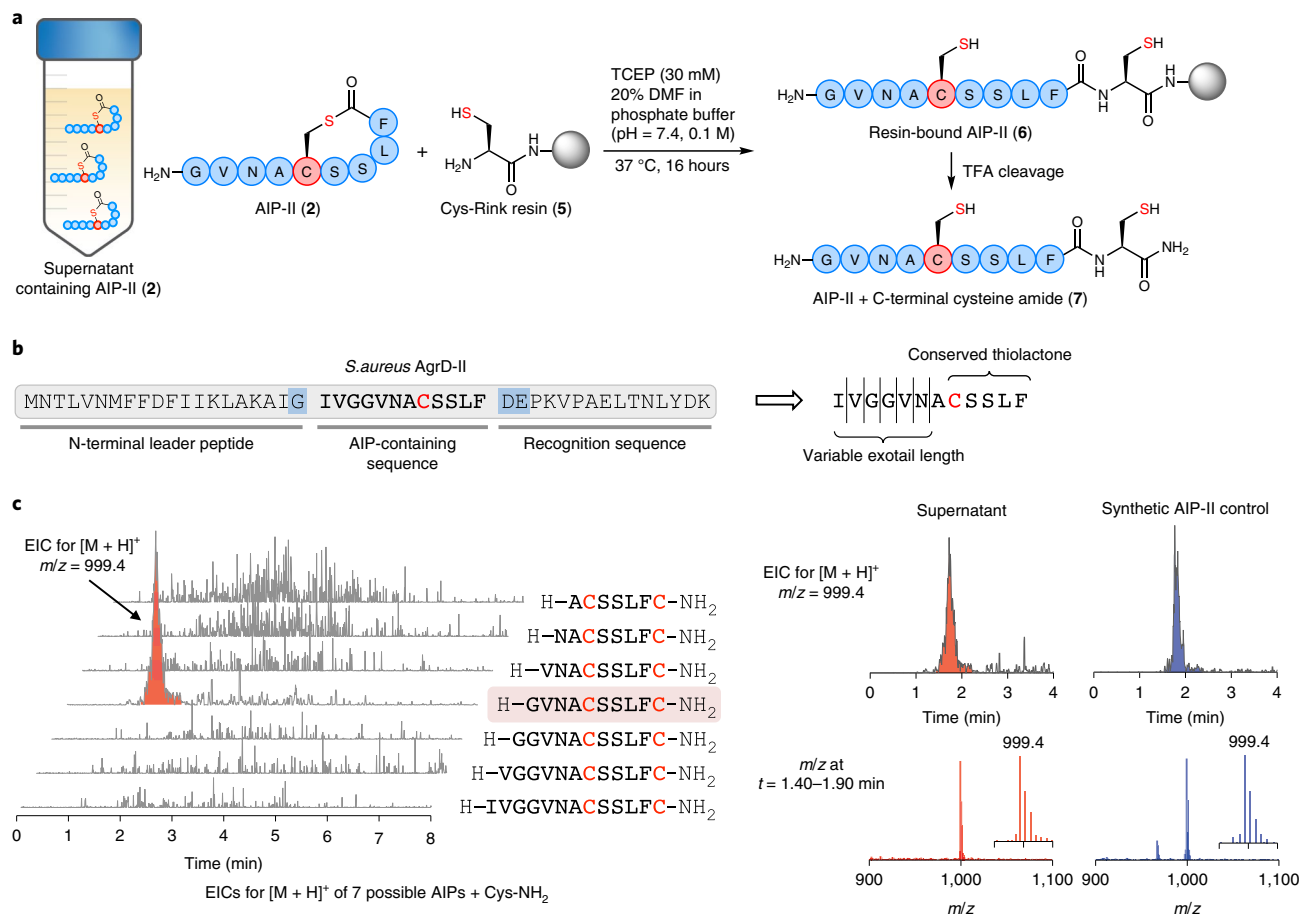 a
Supernatant
containing AIP-II (2)
H₂N
G V N A C S S L F
S
O
AIP-II (2)
+
HS
H₂N
O
H
N
Cys-Rink resin (5)
TCEP (30 mM)
20% DMF in
phosphate buffer
(pH = 7.4, 0.1 M)
37 °C, 16 hours
SH
SH
H₂N
G V N A C S S L F
O
N
H
O
H
N
Resin-bound AIP-II (6)
TFA cleavage
SH
SH
H₂N
G V N A C S S L F
O
N
H
O
NH₂
AIP-II + C-terminal cysteine amide (7)
b
S.aureus AgrD-II
MNTLVNMFFDFIIKLAKAIG IVGGVNACSSLF DEPKVPAELTNLYDK
N-terminal leader peptide
AIP-containing
sequence
Recognition sequence
Conserved thiolactone
IVGGVNACSSLF
Variable exotail length
c
EIC for [M + H]⁺
m/z = 999.4
H–ACSSLFC–NH₂
H–NACSSLFC–NH₂
H–VNACSSLFC–NH₂
H–GVNACSSLFC–NH₂
H–GGVNACSSLFC–NH₂
H–VGGVNACSSLFC–NH₂
H–IVGGVNACSSLFC–NH₂
0 1 2 3 4 5 6 7 8
Time (min)
EICs for [M + H]⁺ of 7 possible AIPs + Cys-NH₂
Supernatant
Synthetic AIP-II control
EIC for [M + H]⁺
m/z = 999.4
0 1 2 3 4
Time (min)
0 1 2 3 4
Time (min)
m/z at
t = 1.40–1.90 min
999.4
999.4
900 1,000 1,100
m/z
900 1,000 1,100
m/z